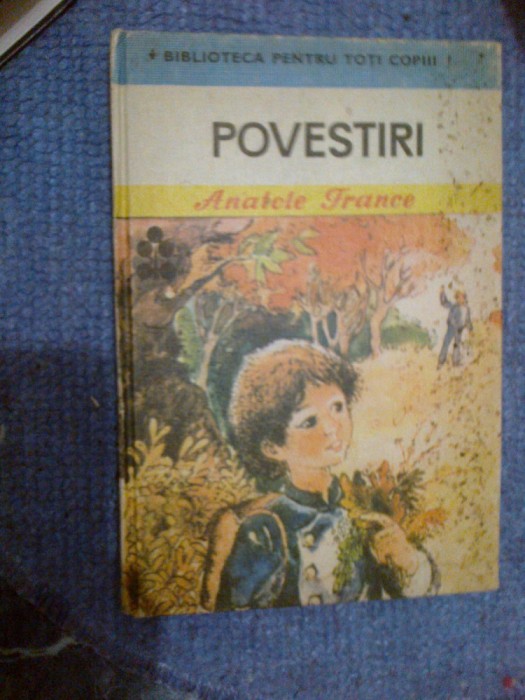 BIBLIOTECA PENTRU TOȚI COPIII
POVESTIRI
Anatole France